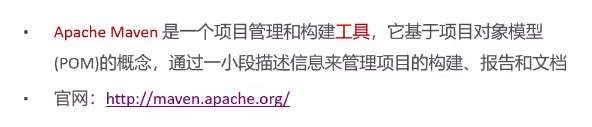 • Apache Maven 是一个项目管理和构建工具，它基于项目对象模型
(POM)的概念，通过一小段描述信息来管理项目的构建、报告和文档
• 官网：http://maven.apache.org/